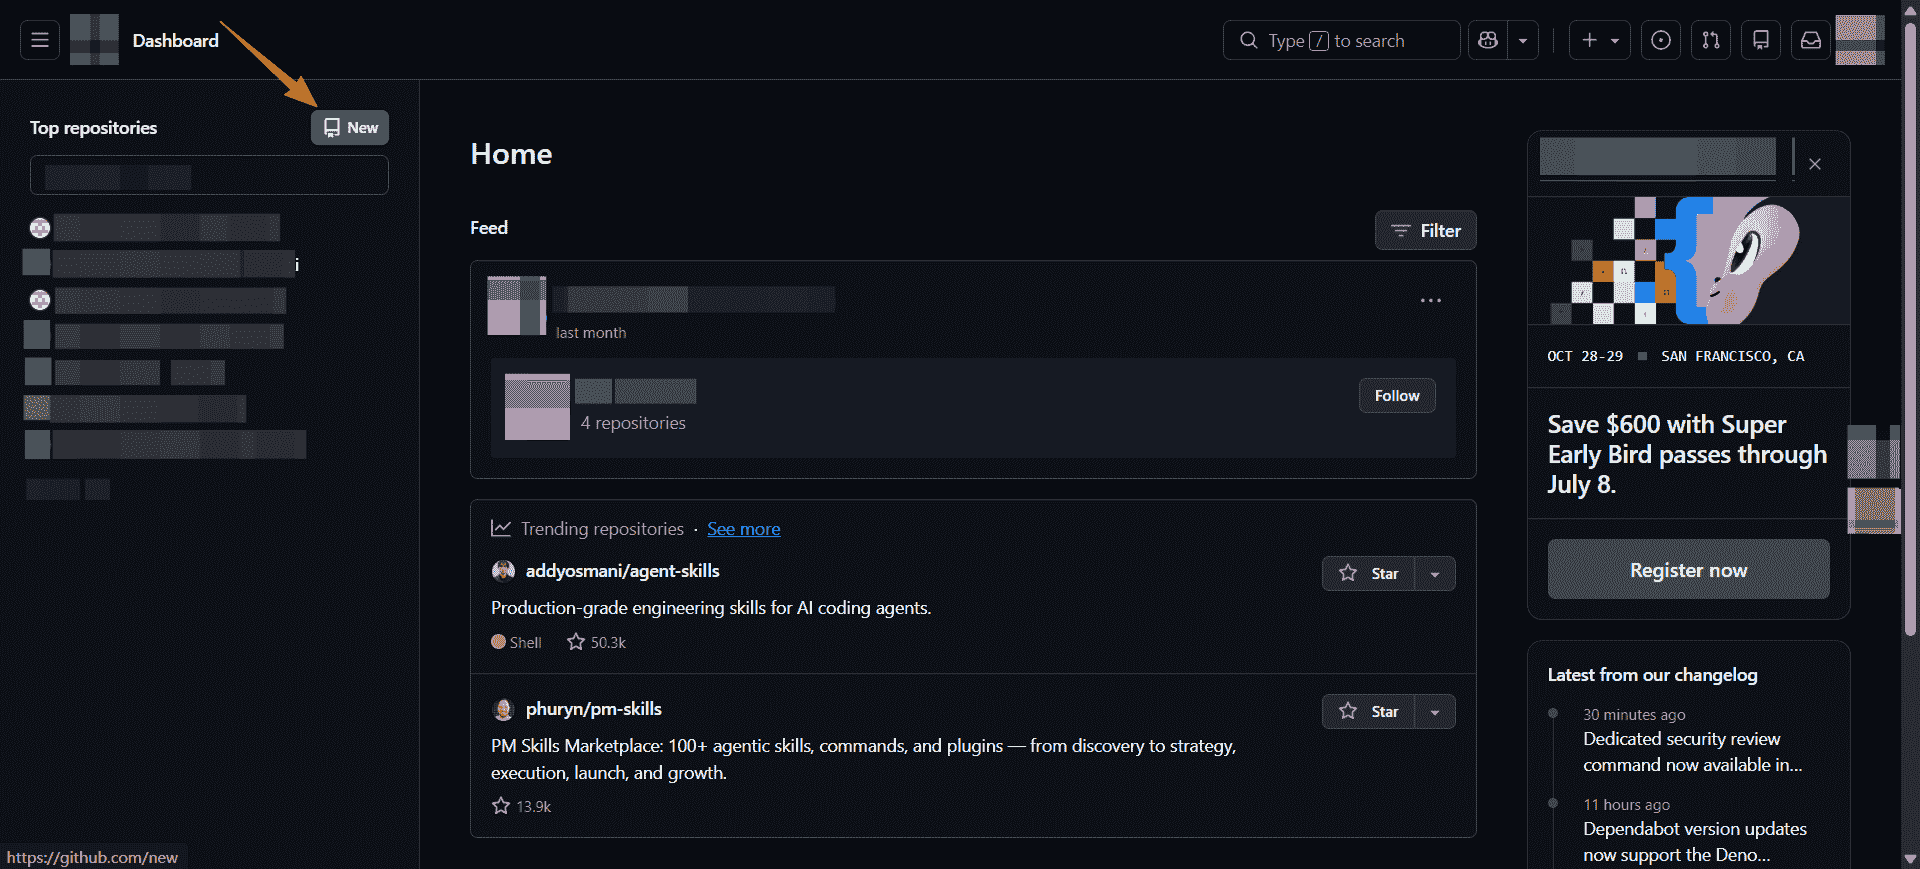 Dashboard
Type / to search
Top repositories
New
i
Home
Feed
Filter
last month
4 repositories
Follow
Trending repositories · See more
addyosmani/agent-skills
Star
Production-grade engineering skills for AI coding agents.
Shell
50.3k
phuryn/pm-skills
Star
PM Skills Marketplace: 100+ agentic skills, commands, and plugins — from discovery to strategy,
execution, launch, and growth.
13.9k
OCT 28-29 SAN FRANCISCO, CA
Save $600 with Super
Early Bird passes through
July 8.
Register now
Latest from our changelog
30 minutes ago
Dedicated security review
command now available in...
11 hours ago
Dependabot version updates
now support the Deno...
https://github.com/new